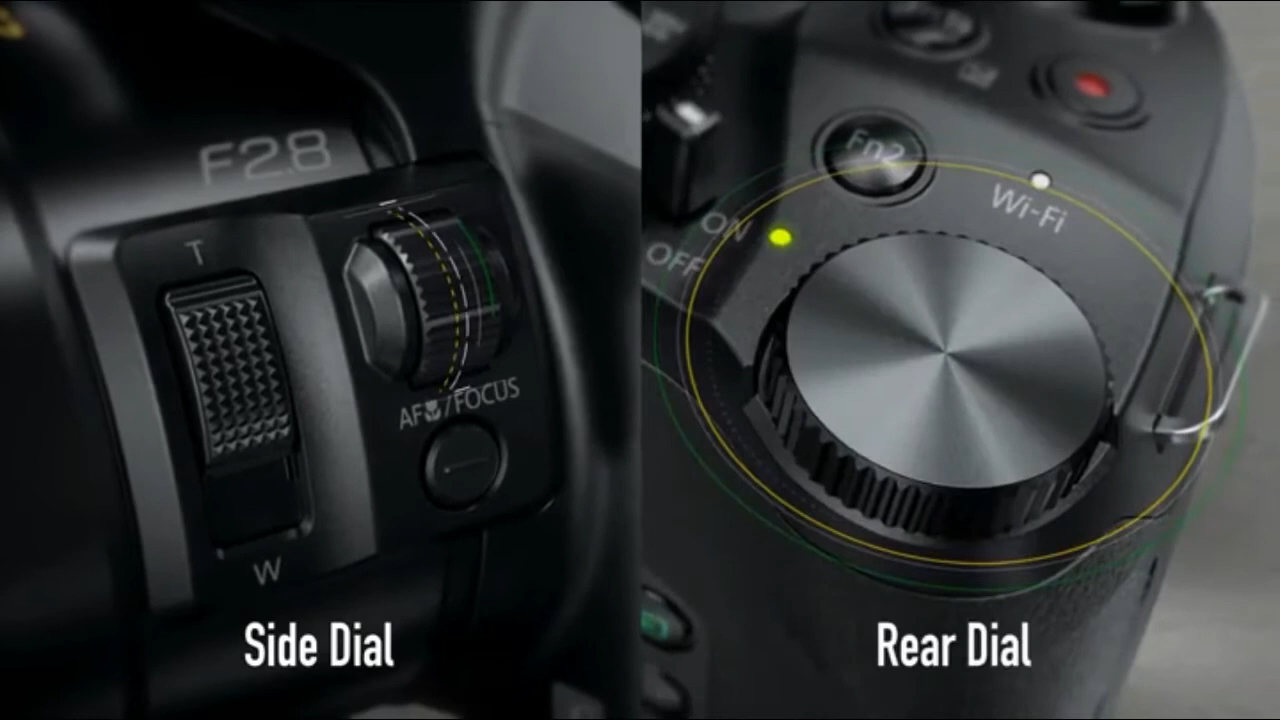 F2.8
T
AF/FOCUS
W
Side Dial
Fn2
Wi-Fi
ON
OFF
Rear Dial